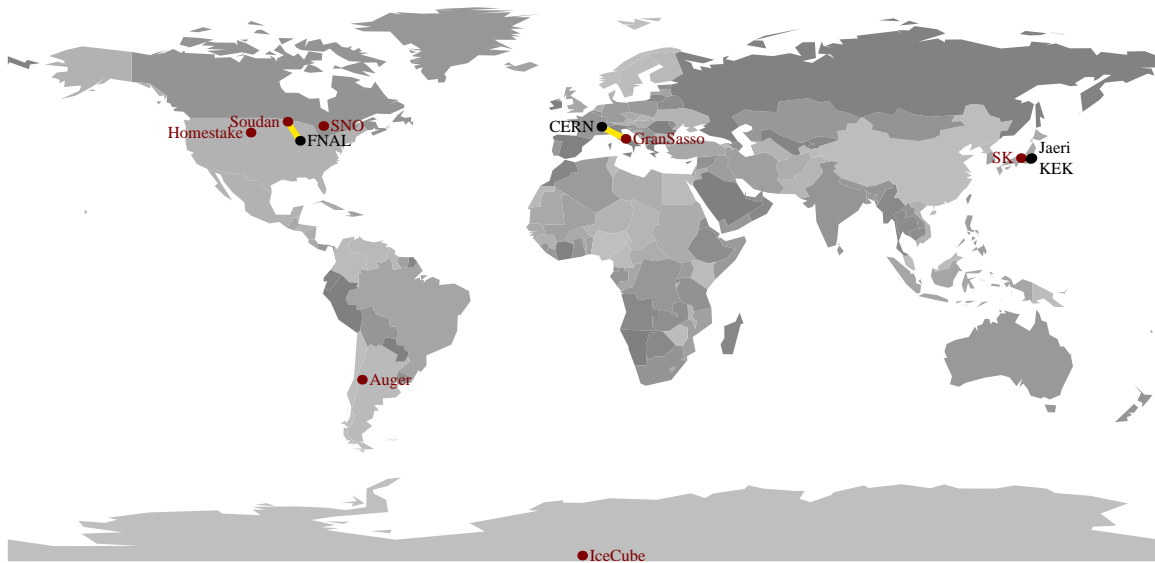 Soudan
SNO
Homestake
FNAL
CERN
GranSasso
Jaeri
SK
KEK
Auger
IceCube